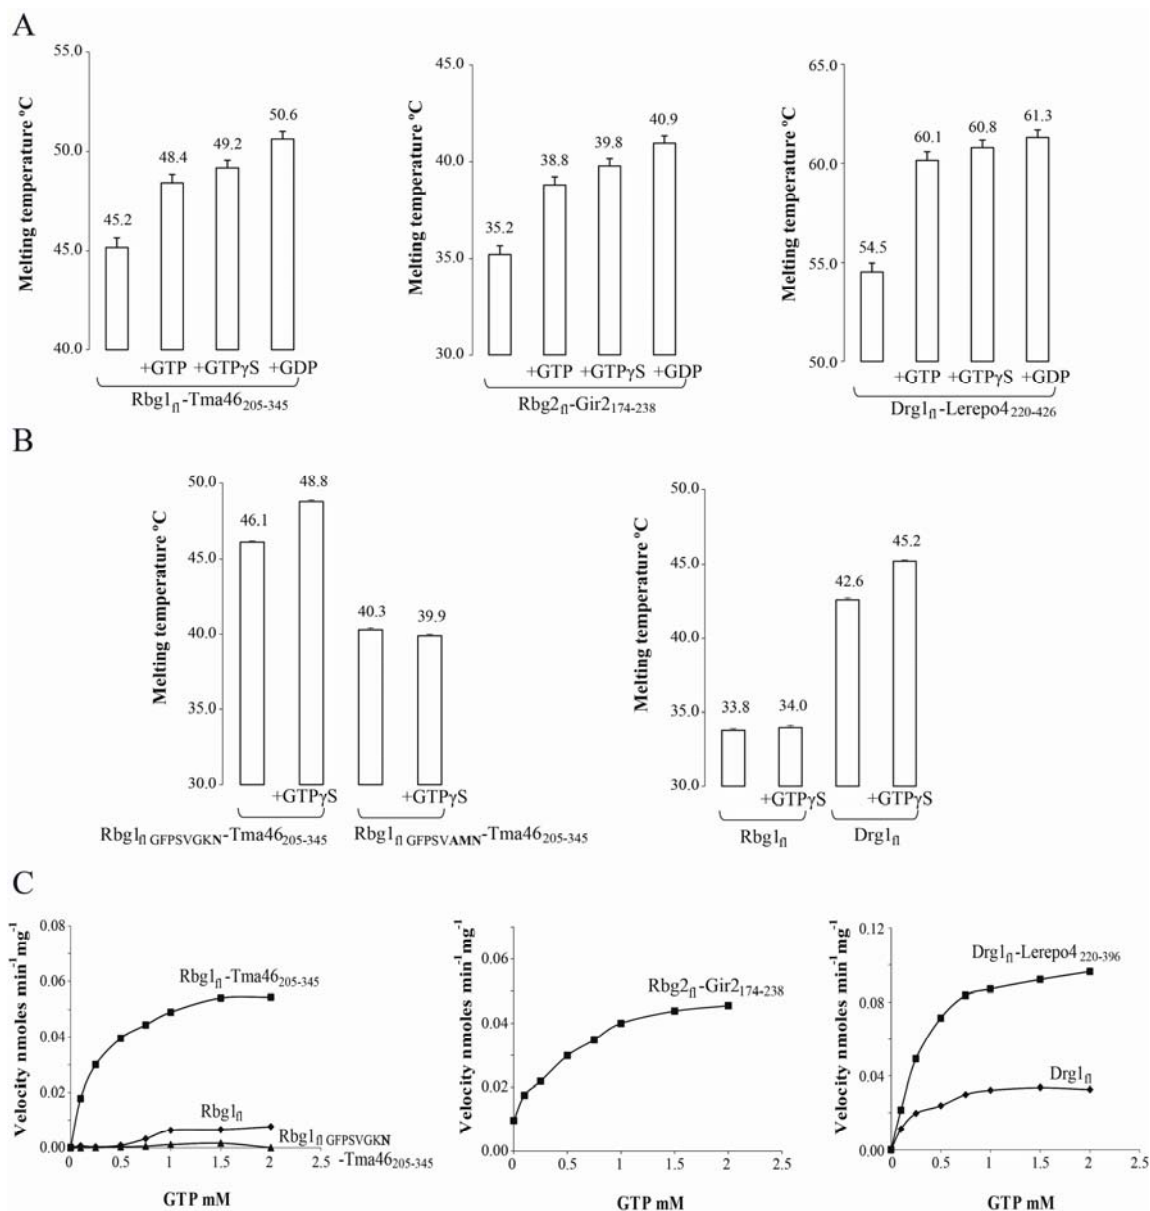 A
Melting temperature ºC
55.0
50.0
45.0
40.0
45.2
48.4
49.2
50.6
+GTP +GTPγS +GDP
Rbg1fl-Tma46205-345
Melting temperature ºC
45.0
40.0
35.0
30.0
35.2
38.8
39.8
40.9
+GTP +GTPγS +GDP
Rbg2fl-Gir2174-238
Melting temperature ºC
65.0
60.0
55.0
50.0
54.5
60.1
60.8
61.3
+GTP +GTPγS +GDP
Drg1fl-Lerepo4220-426
B
Melting temperature ºC
50.0
45.0
40.0
35.0
30.0
46.1
48.8
40.3
39.9
+GTPγS +GTPγS
Rbg1fl GFPSVGKN-Tma46205-345 Rbg1fl GFPSVAMN-Tma46205-345
Melting temperature ºC
50.0
45.0
40.0
35.0
30.0
33.8
34.0
42.6
45.2
+GTPγS +GTPγS
Rbg1fl Drg1fl
C
Velocity nmoles min-1mg-1
0.08
0.06
0.04
0.02
0.00
Rbg1fl-Tma46205-345
Rbg1fl
Rbg1fl GFPSVGKN
-Tma46205-345
0 0.5 1 1.5 2 2.5
GTP mM
Velocity nmoles min-1mg-1
0.06
0.04
0.02
0.00
Rbg2fl-Gir2174-238
0 0.5 1 1.5 2 2.5
GTP mM
Velocity nmoles min-1mg-1
0.12
0.08
0.04
0.00
Drg1fl-Lerepo4220-396
Drg1fl
0 0.5 1 1.5 2 2.5
GTP mM